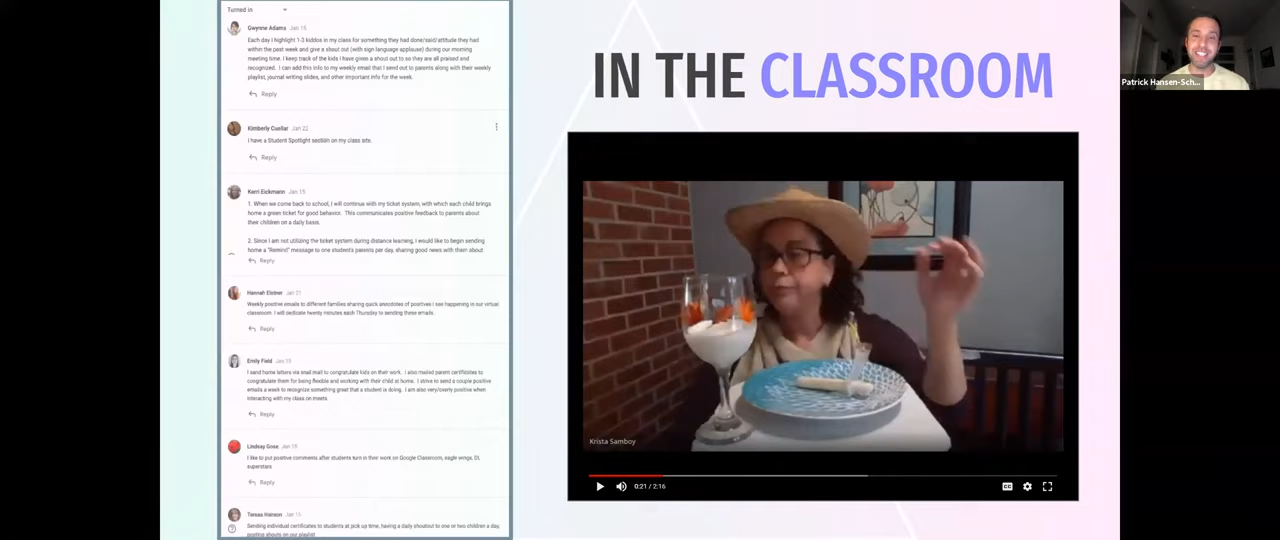 Turned in
Gwynne Adams Jan 15
Each day I highlight 1-3 kiddos in my class for something they had done/said/attitude they had
within the past week and give a shout out (with sign language applause) during our morning
meeting time. I keep track of the kids I have given a shout out to so they are all praised and
recognized. I can add this info to my weekly email that I send out to parents along with their weekly
playlist, journal writing slides, and other important info for the week.
Reply
Kimberly Cuellar Jan 22
I have a Student Spotlight section on my class site.
Reply
Kerri Eickmann Jan 15
1. When we come back to school, I will continue with my ticket system, with which each child brings
home a green ticket for good behavior. This communicates positive feedback to parents about
their children on a daily basis.
2. Since I am not utilizing the ticket system during distance learning, I would like to begin sending
home a "Remind" message to one student's parents per day, sharing good news with them about
Reply
Hannah Jan 21
Weekly positive emails to different families sharing quick anecdotes of positives I see happening in our virtual
classroom. I will dedicate twenty minutes each Thursday to sending these emails.
Reply
Emily Field Jan
I send home letters via snail mail to congratulate kids on their work. I also mailed parent certificates to
congratulate them for being flexible and working with their child at home. I strive to send a couple positive
emails a week to recognize something great that a student is doing. I am also very/overly positive when
interacting with my class on meets.
Reply
Lindsay Gose Jan
I like to put positive comments after students turn in their work on Google Classroom, eagle wings, DI,
superstars
Reply
Jan
Sending individual certificates to students at pick up time, having a daily shoutout to one or two children a day,
posting shouts on our playlist
IN THE CLASSROOM
Krista Samboy
0:21 / 2:16
CC
Patrick Hansen-Sch...